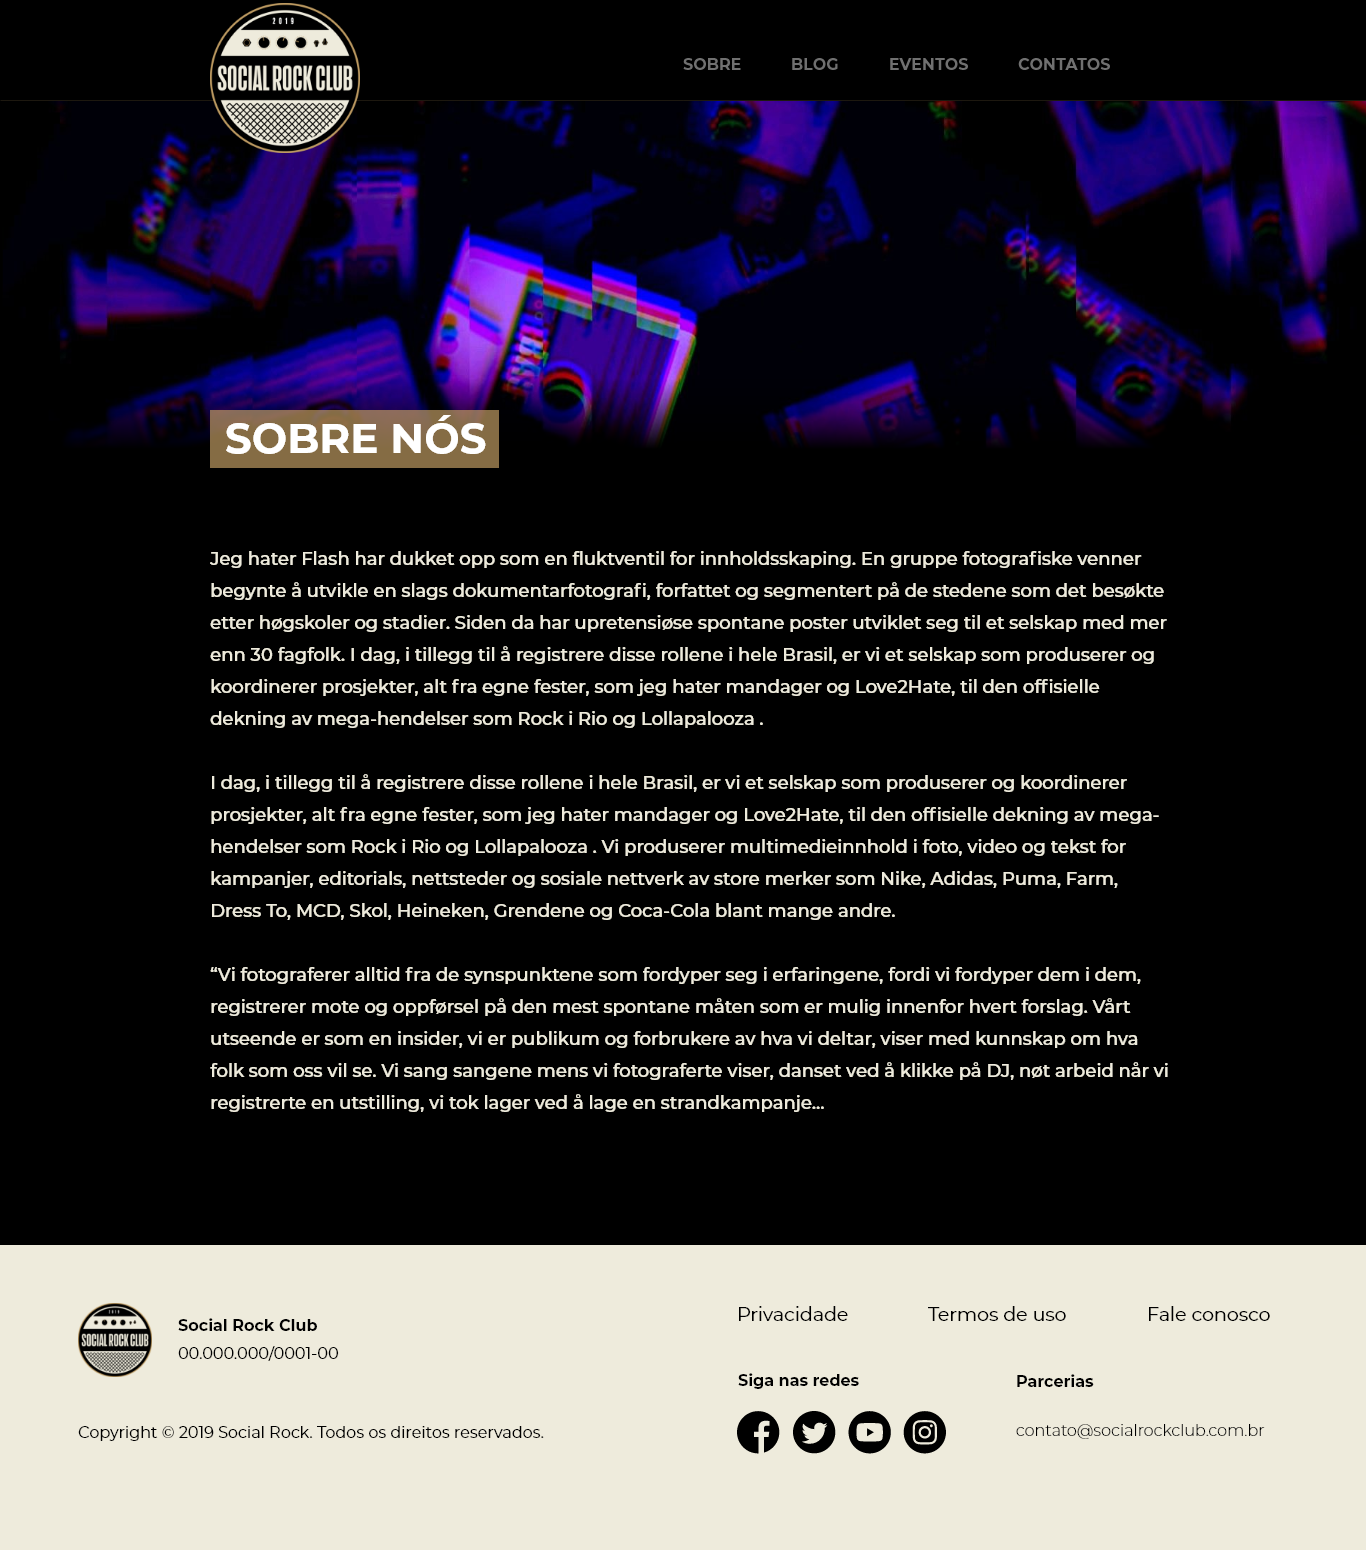 2019
SOCIAL ROCK CLUB
SOBRE
BLOG
EVENTOS
CONTATOS
SOBRE NÓS
Jeg hater Flash har dukket opp som en fluktventil for innholdsskaping. En gruppe fotografiske venner
begynte å utvikle en slags dokumentarfotografi, forfattet og segmentert på de stedene som det besøkte
etter høgskoler og stadier. Siden da har upretensiøse spontane poster utviklet seg til et selskap med mer
enn 30 fagfolk. I dag, i tillegg til å registrere disse rollene i hele Brasil, er vi et selskap som produserer og
koordinerer prosjekter, alt fra egne fester, som jeg hater mandager og Love2Hate, til den offisielle
dekning av mega-hendelser som Rock i Rio og Lollapalooza .
I dag, i tillegg til å registrere disse rollene i hele Brasil, er vi et selskap som produserer og koordinerer
prosjekter, alt fra egne fester, som jeg hater mandager og Love2Hate, til den offisielle dekning av mega-
hendelser som Rock i Rio og Lollapalooza . Vi produserer multimedieinnhold i foto, video og tekst for
kampanjer, editorials, nettsteder og sosiale nettverk av store merker som Nike, Adidas, Puma, Farm,
Dress To, MCD, Skol, Heineken, Grendene og Coca-Cola blant mange andre.
“Vi fotograferer alltid fra de synspunktene som fordyper seg i erfaringene, fordi vi fordyper dem i dem,
registrerer mote og oppførsel på den mest spontane måten som er mulig innenfor hvert forslag. Vårt
utseende er som en insider, vi er publikum og forbrukere av hva vi deltar, viser med kunnskap om hva
folk som oss vil se. Vi sang sangene mens vi fotograferte viser, danset ved å klikke på DJ, nøt arbeid når vi
registrerte en utstilling, vi tok lager ved å lage en strandkampanje...
2019
SOCIAL ROCK CLUB
Social Rock Club
00.000.000/0001-00
Copyright © 2019 Social Rock. Todos os direitos reservados.
Privacidade
Termos de uso
Fale conosco
Siga nas redes
Parcerias
contato@socialrockclub.com.br